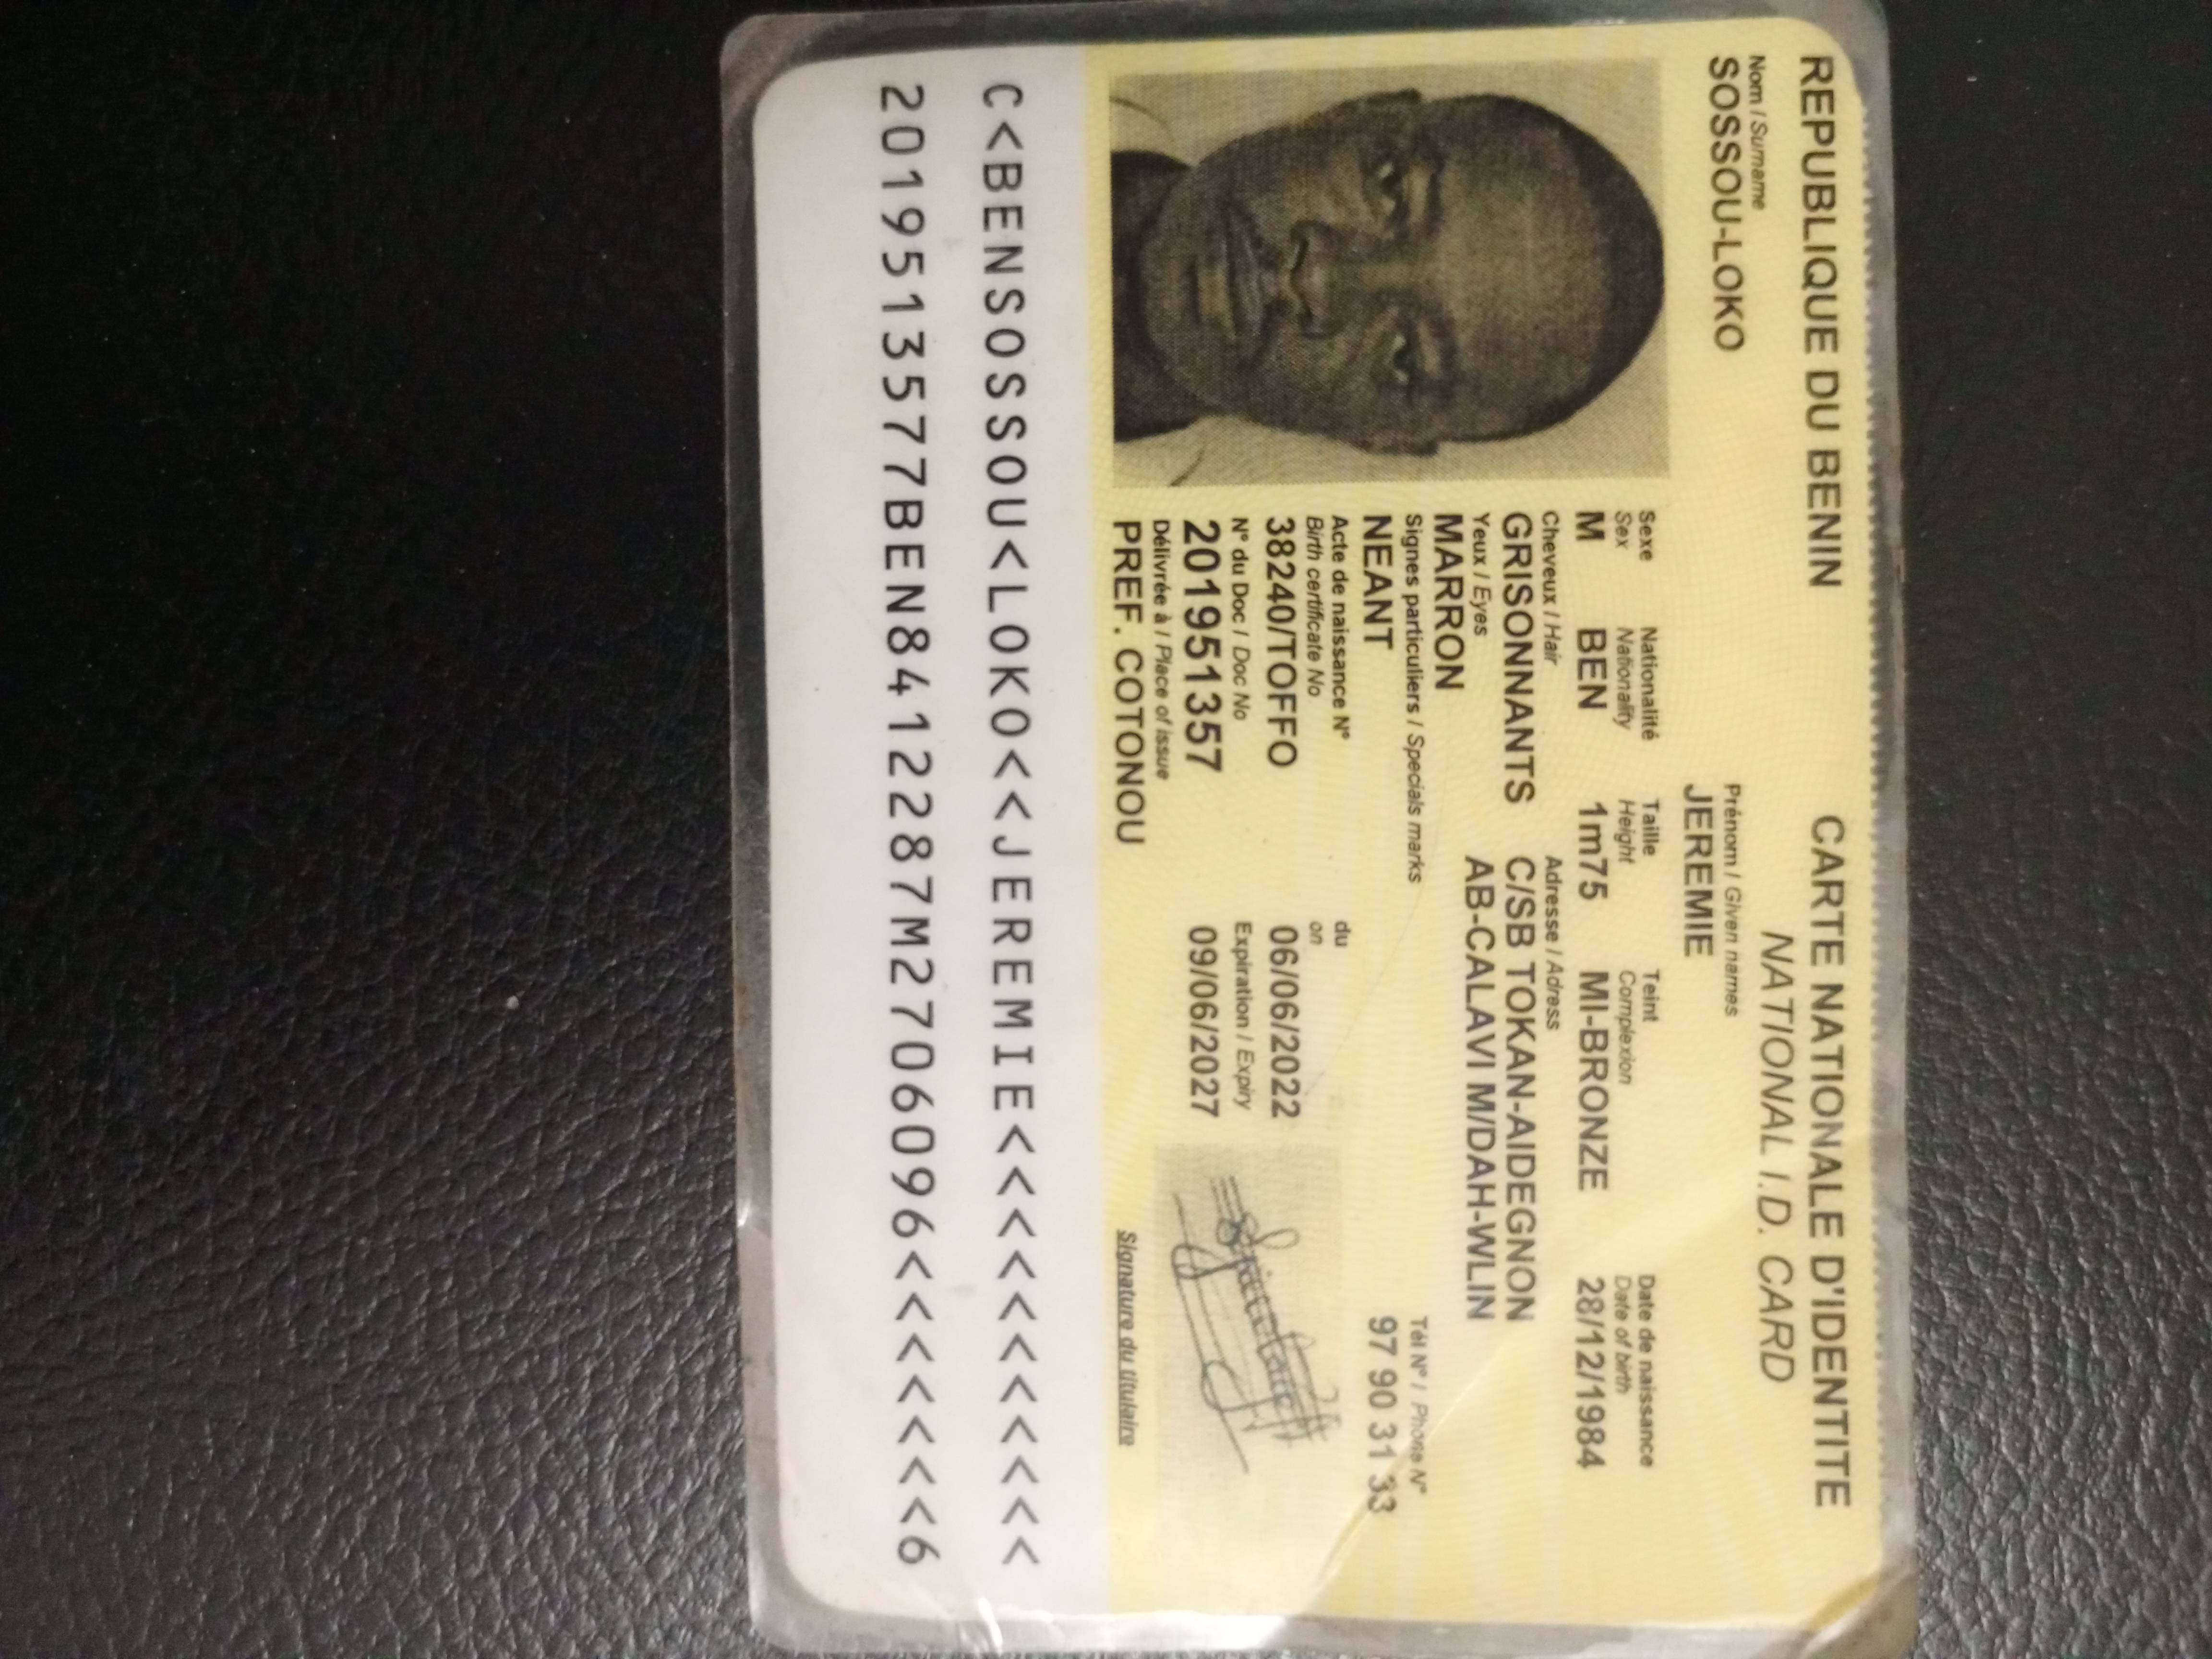 REPUBLIQUE DU BENIN
CARTE NATIONALE D'IDENTITE
NATIONAL I.D. CARD
Nom / Surname
SOSSOU-LOKO
Prénom / Given names
JEREMIE
Sexe Nationalité Taille Teint Date de naissance
Sex Nationality Height Complexion Date of birth
M BEN 1m75 MI-BRONZE 28/12/1984
Cheveux / Hair Adresse / Adress
GRISONNANTS C/SB TOKAN-AIDEGNON
Yeux / Eyes AB-CALAVI M/DAH-WLIN
MARRON
Signes particuliers / Specials marks Tél N° / Phone N°
NEANT 97 90 31 33
Acte de naissance N° du
Birth certificate No on
38240/TOFFO 06/06/2022
N° du Doc / Doc No Expiration / Expiry
201951357 09/06/2027
Délivrée à / Place of issue
PREF. COTONOU
Signature du titulaire
C<BENSOSSOU<LOKO<<JEREMIE<<<<<<<<<<<
2019513577BEN8412287M2706096<<<<<<<6